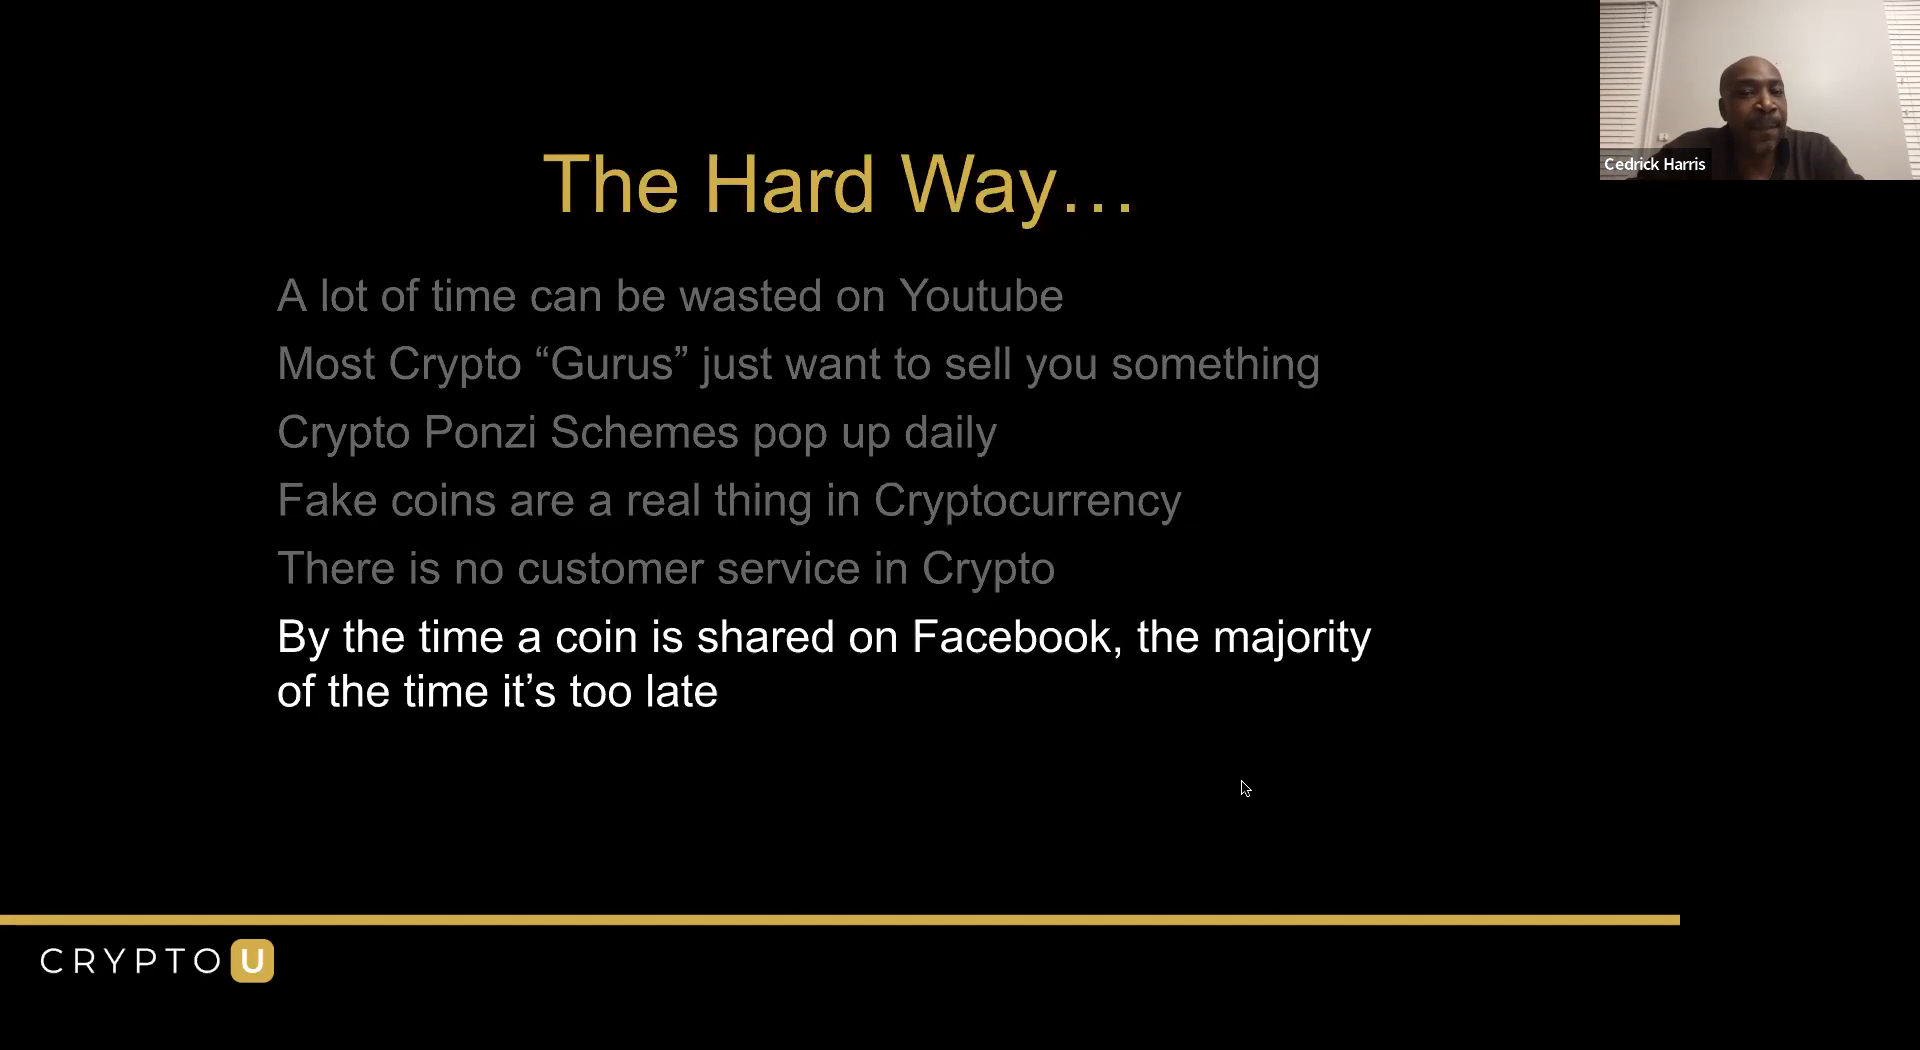 Cedrick Harris
The Hard Way…
A lot of time can be wasted on Youtube
Most Crypto “Gurus” just want to sell you something
Crypto Ponzi Schemes pop up daily
Fake coins are a real thing in Cryptocurrency
There is no customer service in Crypto
By the time a coin is shared on Facebook, the majority
of the time it’s too late
CRYPTO U